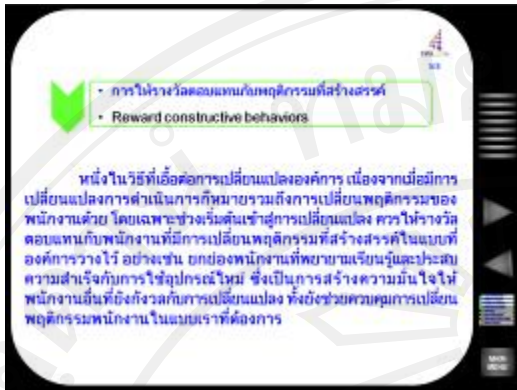 • การให้รางวัลตอบแทนกับพฤติกรรมที่สร้างสรรค์
• Reward constructive behaviors
หนึ่งในวิธีที่เอื้อต่อการเปลี่ยนแปลงองค์การ เนื่องจากเมื่อมีการ
เปลี่ยนแปลงการดำเนินการก็หมายรวมถึงการเปลี่ยนพฤติกรรมของ
พนักงานด้วย โดยเฉพาะช่วงเริ่มต้นเข้าสู่การเปลี่ยนแปลง ควรให้รางวัล
ตอบแทนกับพนักงานที่มีการเปลี่ยนพฤติกรรมที่สร้างสรรค์ในแบบที่
องค์การวางไว้ อย่างเช่น ยกย่องพนักงานที่พยายามเรียนรู้และประสบ
ความสำเร็จกับการใช้อุปกรณ์ใหม่ ซึ่งเป็นการสร้างความมั่นใจให้
พนักงานอื่นที่ยังกังวลกับการเปลี่ยนแปลง ทั้งยังช่วยควบคุมการเปลี่ยน
พฤติกรรมพนักงานในแบบเราที่ต้องการ
MAIN
MENU